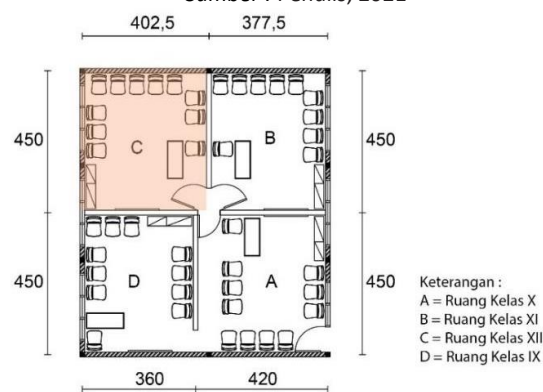 402,5 377,5
450 450
C B
450 450
D A
360 420
Keterangan :
A = Ruang Kelas X
B = Ruang Kelas XI
C = Ruang Kelas XII
D = Ruang Kelas IX